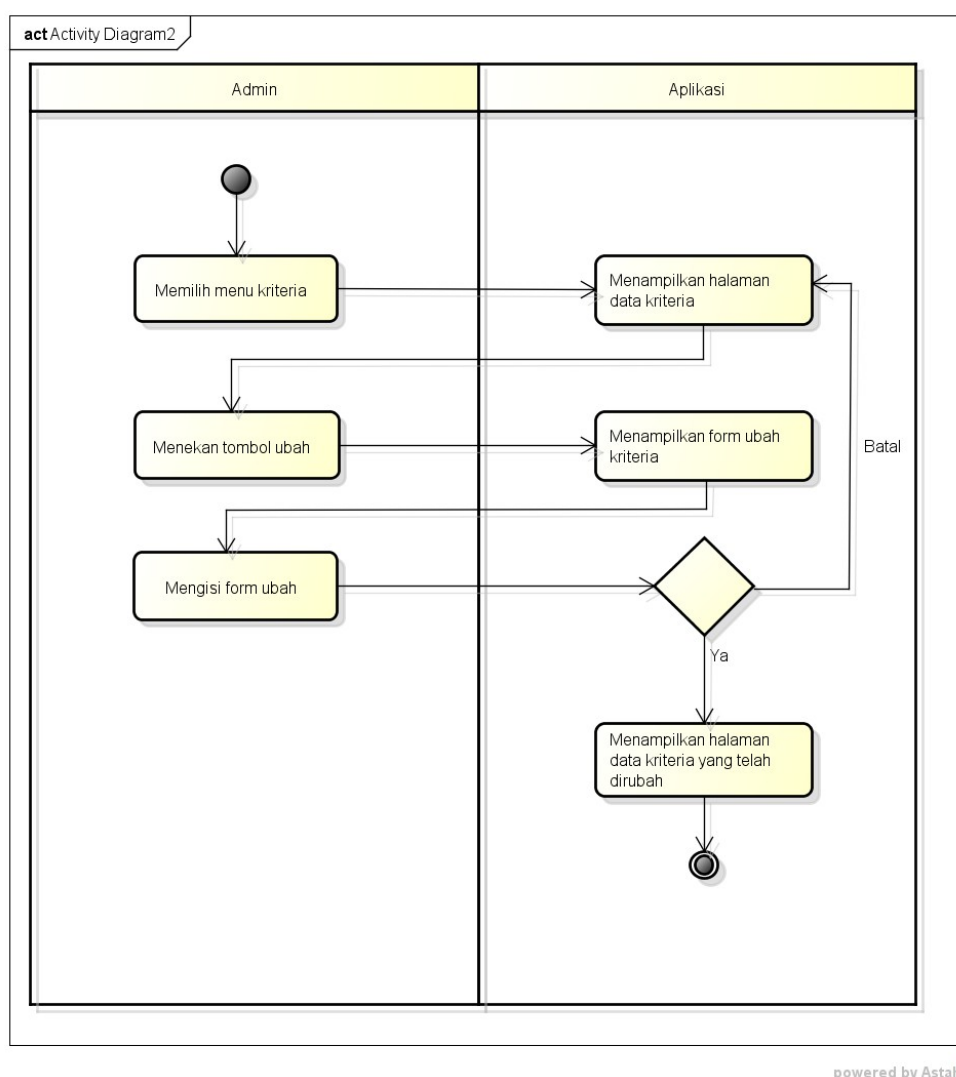 act Activity Diagram2
Admin
Aplikasi
Memilih menu kriteria
Menampilkan halaman
data kriteria
Menekan tombol ubah
Menampilkan form ubah
kriteria
Batal
Mengisi form ubah
Ya
Menampilkan halaman
data kriteria yang telah
dirubah
powered by Astah